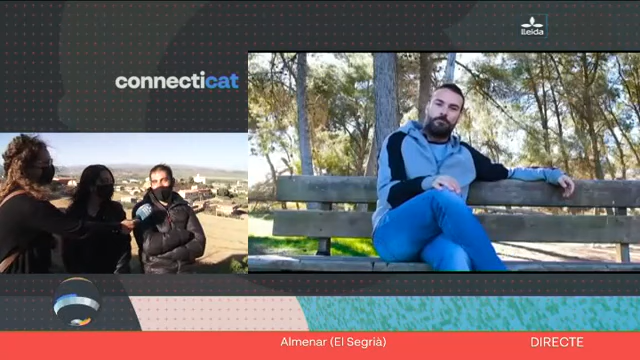 lleida
connecticat
Almenar (El Segrià)
DIRECTE